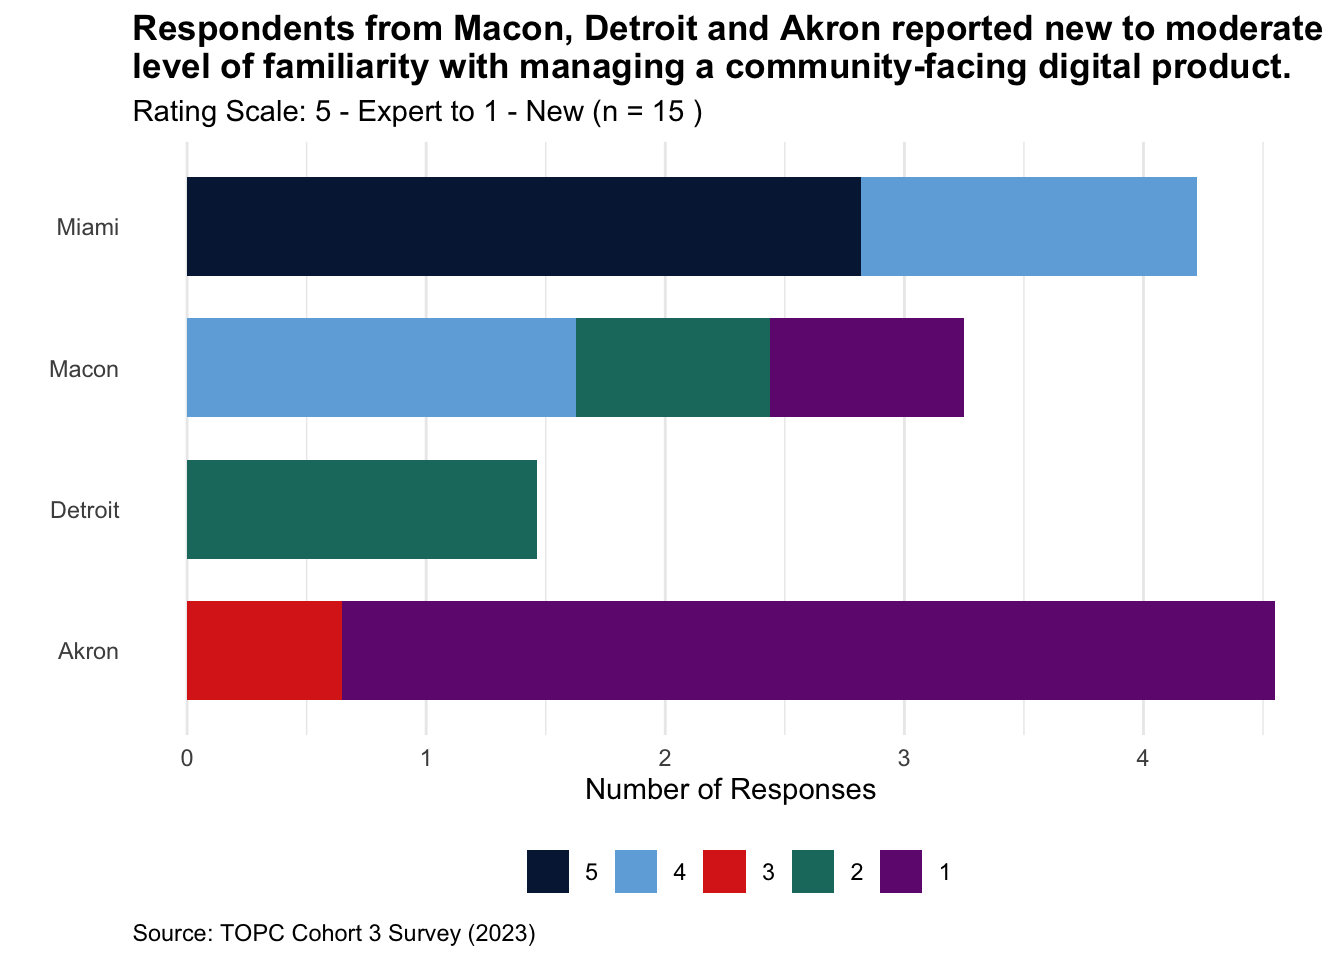 Respondents from Macon, Detroit and Akron reported new to moderate
level of familiarity with managing a community-facing digital product.
Rating Scale: 5 - Expert to 1 - New (n = 15 )
Miami
Macon
Detroit
Akron
0 1 2 3 4
Number of Responses
5 4 3 2 1
Source: TOPC Cohort 3 Survey (2023)